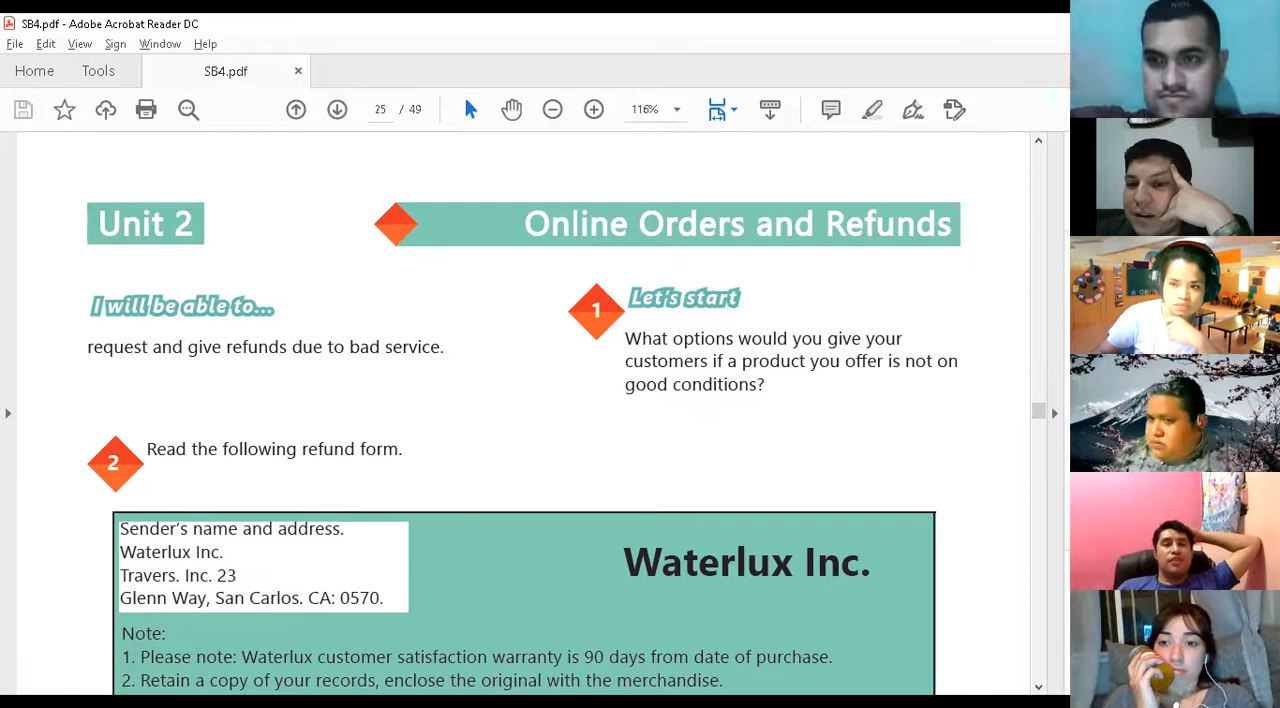 SB4.pdf - Adobe Acrobat Reader DC
File Edit View Sign Window Help
Home Tools SB4.pdf ×
25 / 49 116%
Unit 2
Online Orders and Refunds
I will be able to...
request and give refunds due to bad service.
1 Let's start
What options would you give your
customers if a product you offer is not on
good conditions?
2 Read the following refund form.
Sender's name and address.
Waterlux Inc.
Travers. Inc. 23
Glenn Way, San Carlos. CA: 0570.
Waterlux Inc.
Note:
1. Please note: Waterlux customer satisfaction warranty is 90 days from date of purchase.
2. Retain a copy of your records, enclose the original with the merchandise.